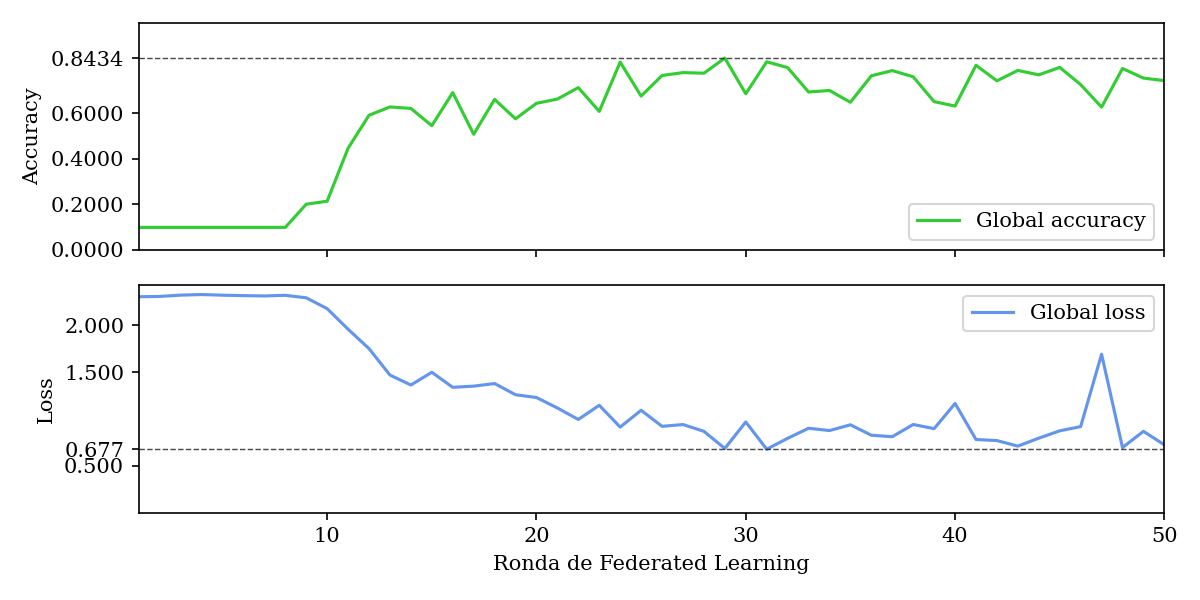 Accuracy
0.8434
0.6000
0.4000
0.2000
0.0000
Global accuracy
Loss
2.000
1.500
0.677
0.500
Global loss
10 20 30 40 50
Ronda de Federated Learning